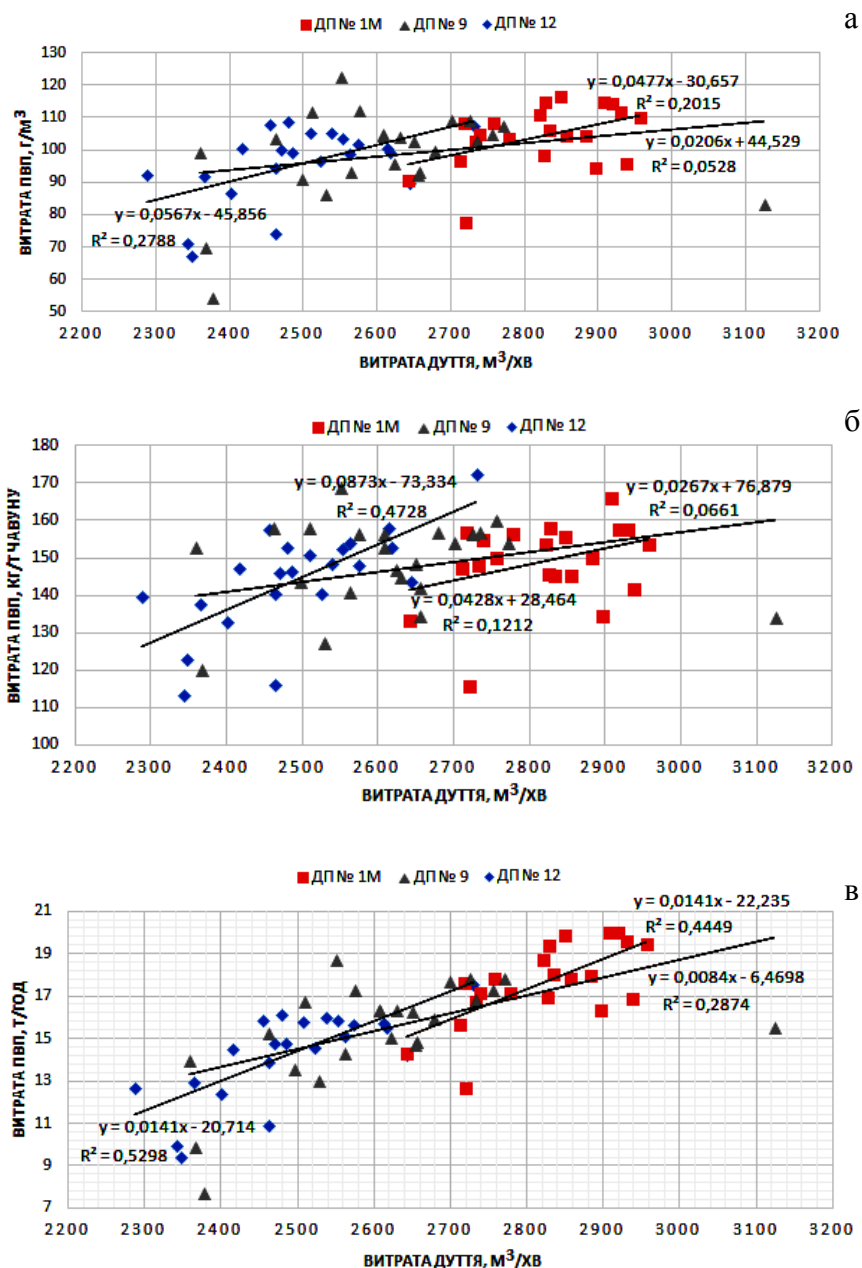 а
ДП № 1М ДП № 9 ДП № 12
ВИТРАТА ПВП, Г/М³
130
120
110
100
90
80
70
60
50
y = 0,0477x – 30,657
R² = 0,2015
y = 0,0206x + 44,529
R² = 0,0528
y = 0,0567x – 45,856
R² = 0,2788
2200 2300 2400 2500 2600 2700 2800 2900 3000 3100 3200
ВИТРАТА ДУТТЯ, М³/ХВ
б
ДП № 1М ДП № 9 ДП № 12
ВИТРАТА ПВП, КГ/Т ЧАВУНУ
180
170
160
150
140
130
120
110
100
y = 0,0873x – 73,334
R² = 0,4728
y = 0,0267x + 76,879
R² = 0,0661
y = 0,0428x + 28,464
R² = 0,1212
2200 2300 2400 2500 2600 2700 2800 2900 3000 3100 3200
ВИТРАТА ДУТТЯ, М³/ХВ
в
ДП № 1М ДП № 9 ДП № 12
ВИТРАТА ПВП, Т/ГОД
21
19
17
15
13
11
9
7
y = 0,0141x – 22,235
R² = 0,4449
y = 0,0084x – 6,4698
R² = 0,2874
y = 0,0141x – 20,714
R² = 0,5298
2200 2300 2400 2500 2600 2700 2800 2900 3000 3100 3200
ВИТРАТА ДУТТЯ, М³/ХВ